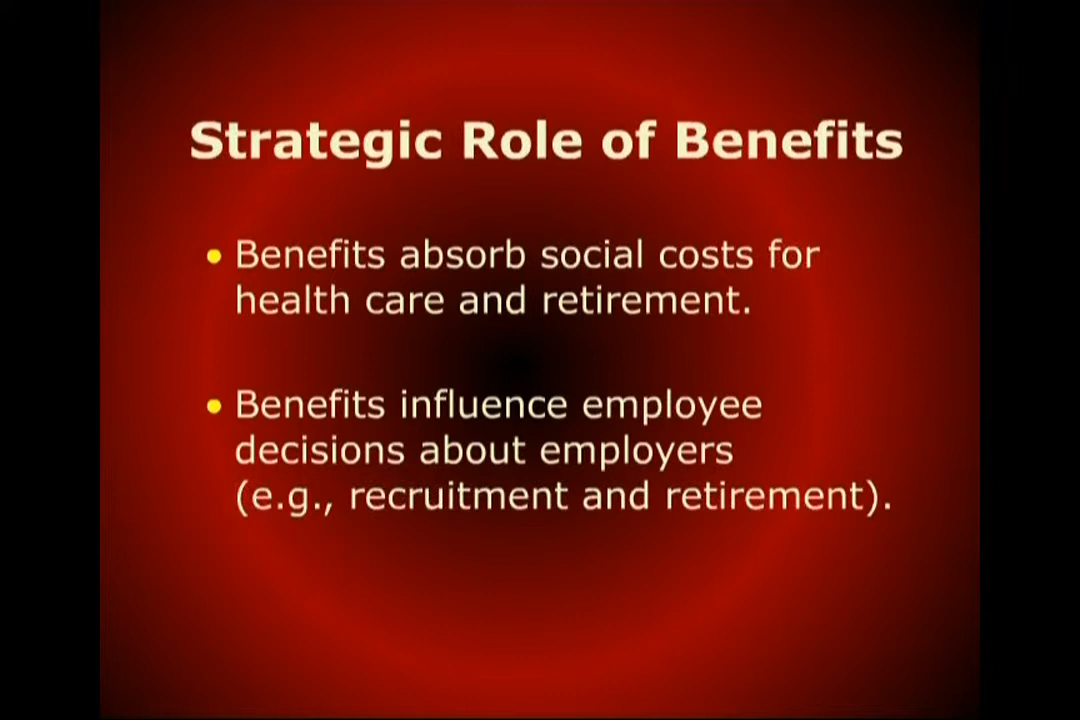 Strategic Role of Benefits
• Benefits absorb social costs for
health care and retirement.
• Benefits influence employee
decisions about employers
(e.g., recruitment and retirement).